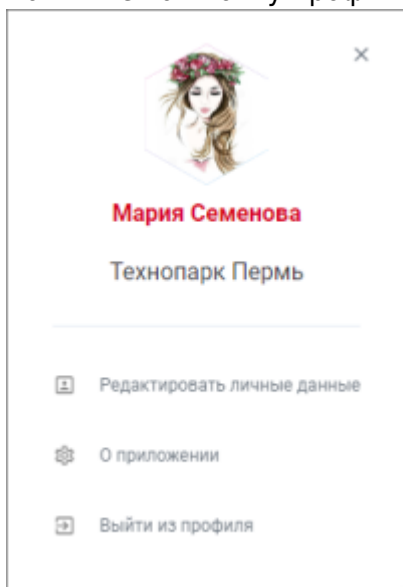 Мария Семенова
Технопарк Пермь
Редактировать личные данные
О приложении
Выйти из профиля